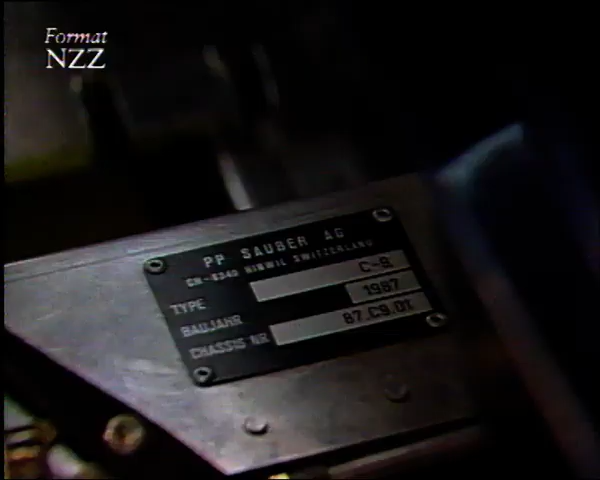 Format
NZZ
PP SAUBER AG
CH-8340 HINWIL SWITZERLAND
TYPE C-9
BAUJAHR 1987
CHASSIS NR 87.C9.01